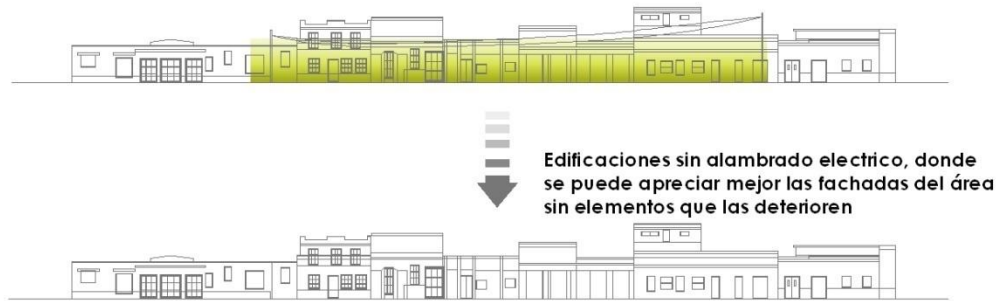 Edificaciones sin alambrado electrico, donde
se puede apreciar mejor las fachadas del área
sin elementos que las deterioren